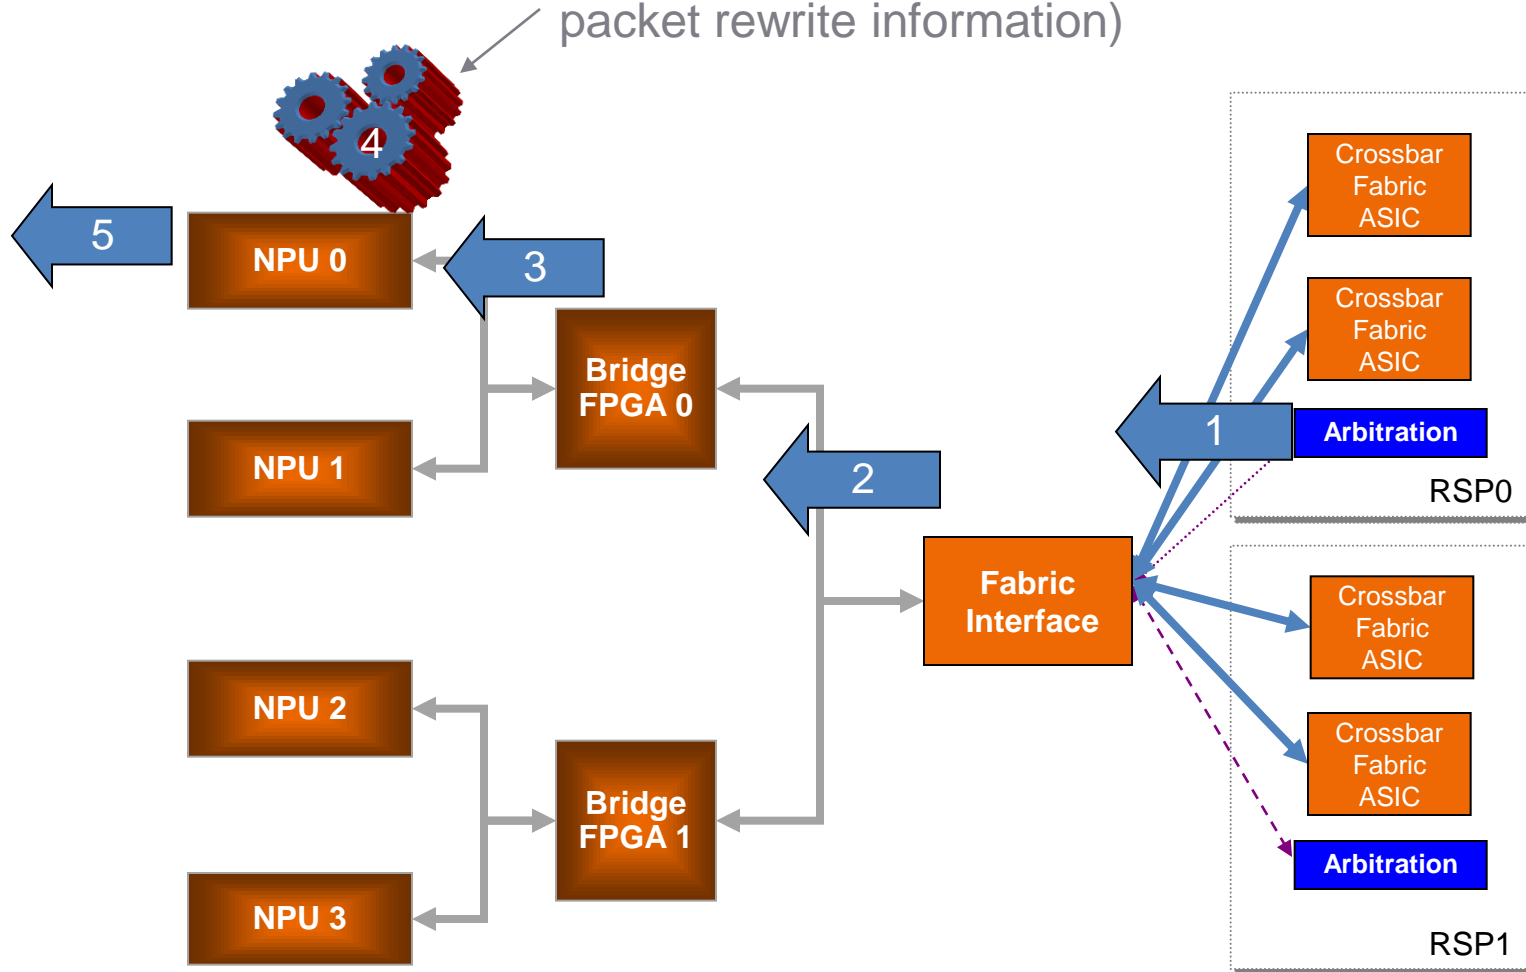 packet rewrite information)
4
5
NPU 0
3
Crossbar
Fabric
ASIC
Crossbar
Fabric
ASIC
Bridge
FPGA 0
1
Arbitration
NPU 1
2
RSP0
Fabric
Interface
Crossbar
Fabric
ASIC
NPU 2
Crossbar
Fabric
ASIC
Bridge
FPGA 1
Arbitration
NPU 3
RSP1